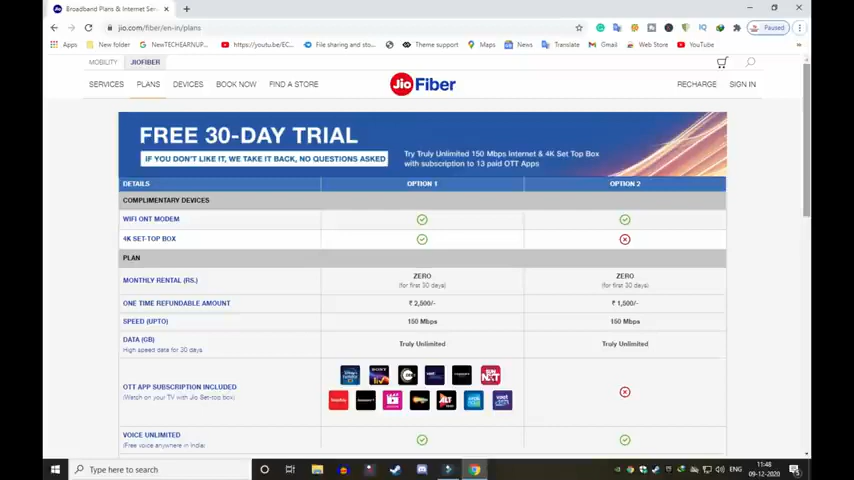 Broadband Plans & Internet Ser
jio.com/fiber/en-in/plans
Paused
Apps New folder NewTECHEARNUP... https://youtu.be/EC... File sharing and sto... Theme support Maps News Translate Gmail Web Store YouTube
MOBILITY JIOFIBER
SERVICES PLANS DEVICES BOOK NOW FIND A STORE Jio Fiber RECHARGE SIGN IN
FREE 30-DAY TRIAL
IF YOU DON'T LIKE IT, WE TAKE IT BACK, NO QUESTIONS ASKED
Try Truly Unlimited 150 Mbps Internet & 4K Set Top Box
with subscription to 13 paid OTT Apps
DETAILS OPTION 1 OPTION 2
COMPLIMENTARY DEVICES
WIFI ONT MODEM
4K SET-TOP BOX
PLAN
MONTHLY RENTAL (RS.) ZERO ZERO
(for first 30 days) (for first 30 days)
ONE TIME REFUNDABLE AMOUNT ₹ 2,500/- ₹ 1,500/-
SPEED (UPTO) 150 Mbps 150 Mbps
DATA (GB) Truly Unlimited Truly Unlimited
High speed data for 30 days
SONY LIV SUN NXT
OTT APP SUBSCRIPTION INCLUDED
(Watch on your TV with Jio Set-top box)
ALT
VOICE UNLIMITED
(Free voice anywhere in India)
Type here to search
ENG
11:48
09-12-2020